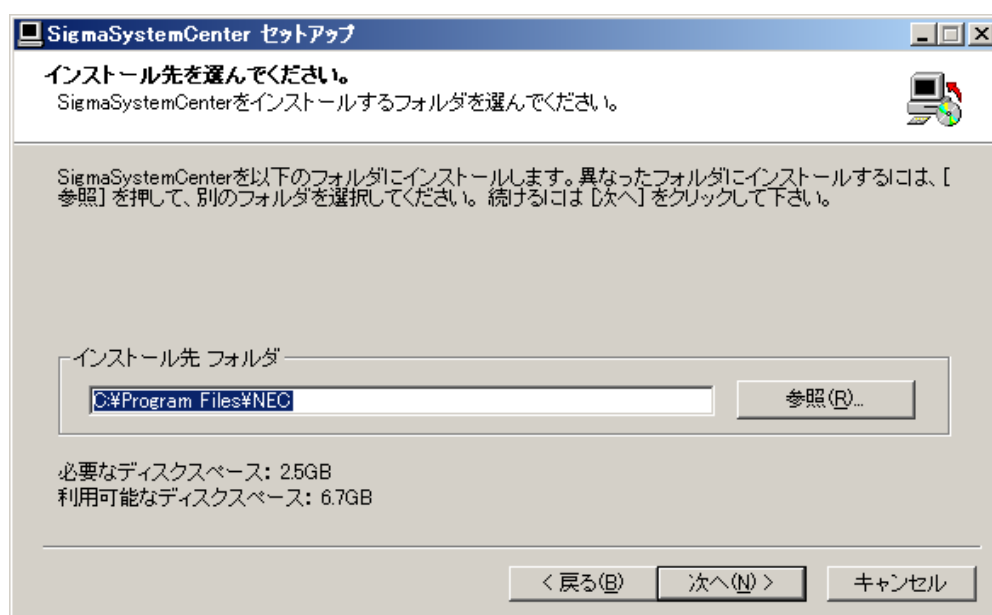 SigmaSystemCenter セットアップ
インストール先を選んでください。
SigmaSystemCenterをインストールするフォルダを選んでください。
SigmaSystemCenterを以下のフォルダにインストールします。異なったフォルダにインストールするには、[
参照] を押して、別のフォルダを選択してください。 続けるには [次へ] をクリックして下さい。
インストール先 フォルダ
C:¥Program Files¥NEC
参照(R)...
必要なディスクスペース: 2.5GB
利用可能なディスクスペース: 6.7GB
< 戻る(B)
次へ(N) >
キャンセル